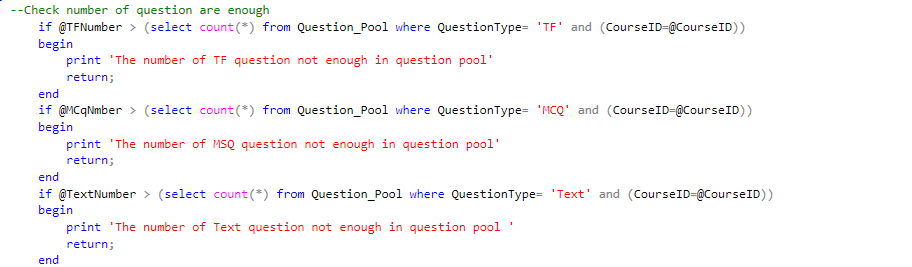 --Check number of question are enough
if @TFNumber > (select count(*) from Question_Pool where QuestionType= 'TF' and (CourseID=@CourseID))
begin
print 'The number of TF question not enough in question pool'
return;
end
if @MCqNmber > (select count(*) from Question_Pool where QuestionType= 'MCQ' and (CourseID=@CourseID))
begin
print 'The number of MSQ question not enough in question pool'
return;
end
if @TextNumber > (select count(*) from Question_Pool where QuestionType= 'Text' and (CourseID=@CourseID))
begin
print 'The number of Text question not enough in question pool '
return;
end